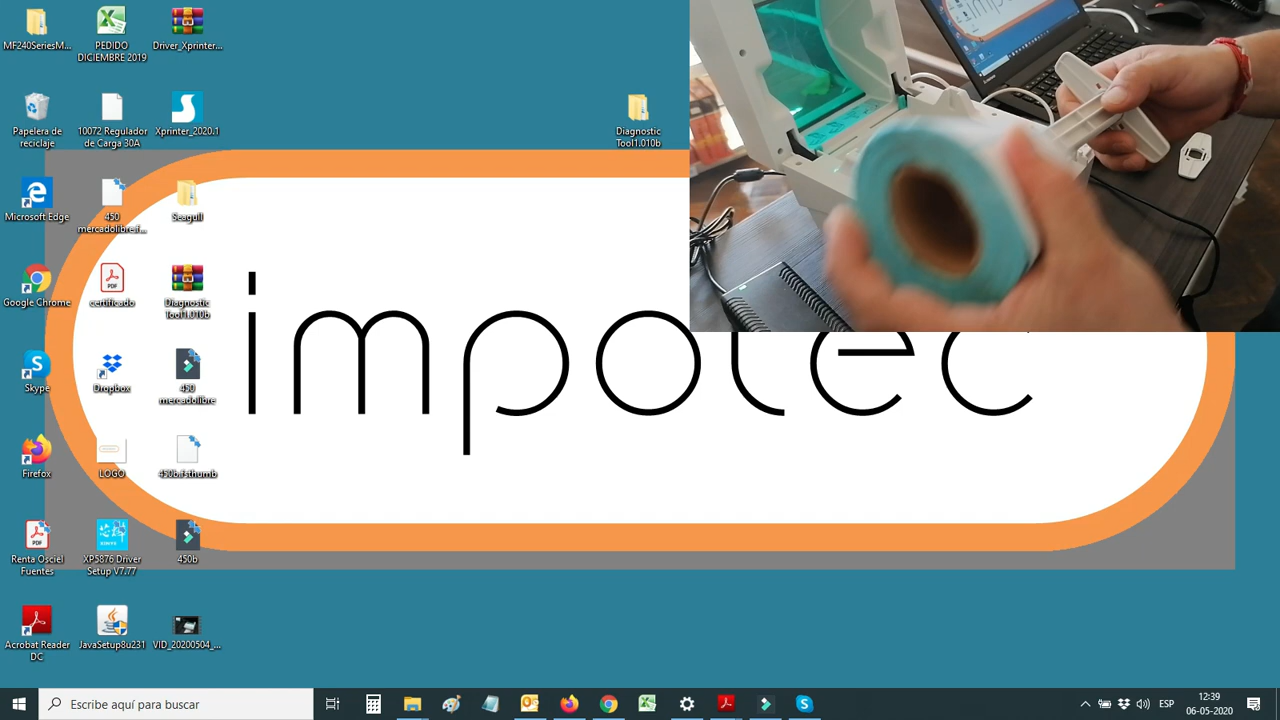 MF240SeriesM...
PEDIDO
DICIEMBRE 2019
Driver_Xprinter...
Papelera de
reciclaje
10072 Regulador
de Carga 30A
Xprinter_2020.1
Diagnostic
Tool1.010b
Microsoft Edge
450
mercadolibre.f...
Seagull
Google Chrome
certificado
Diagnostic
Tool1.010b
Skype
Dropbox
450
mercadolibre
Firefox
LOGO
450b.fsthumb
Renta Osciel
Fuentes
XP5876 Driver
Setup V7.77
450b
Acrobat Reader
DC
JavaSetup8u231
VID_20200504_...
impotec
Escribe aquí para buscar
ESP
12:39
06-05-2020